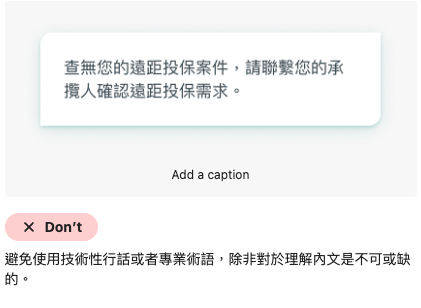 查無您的遠距投保案件，請聯繫您的承
攬人確認遠距投保需求。
Add a caption
✕ Don't
避免使用技術性行話或者專業術語，除非對於理解內文是不可或缺
的。